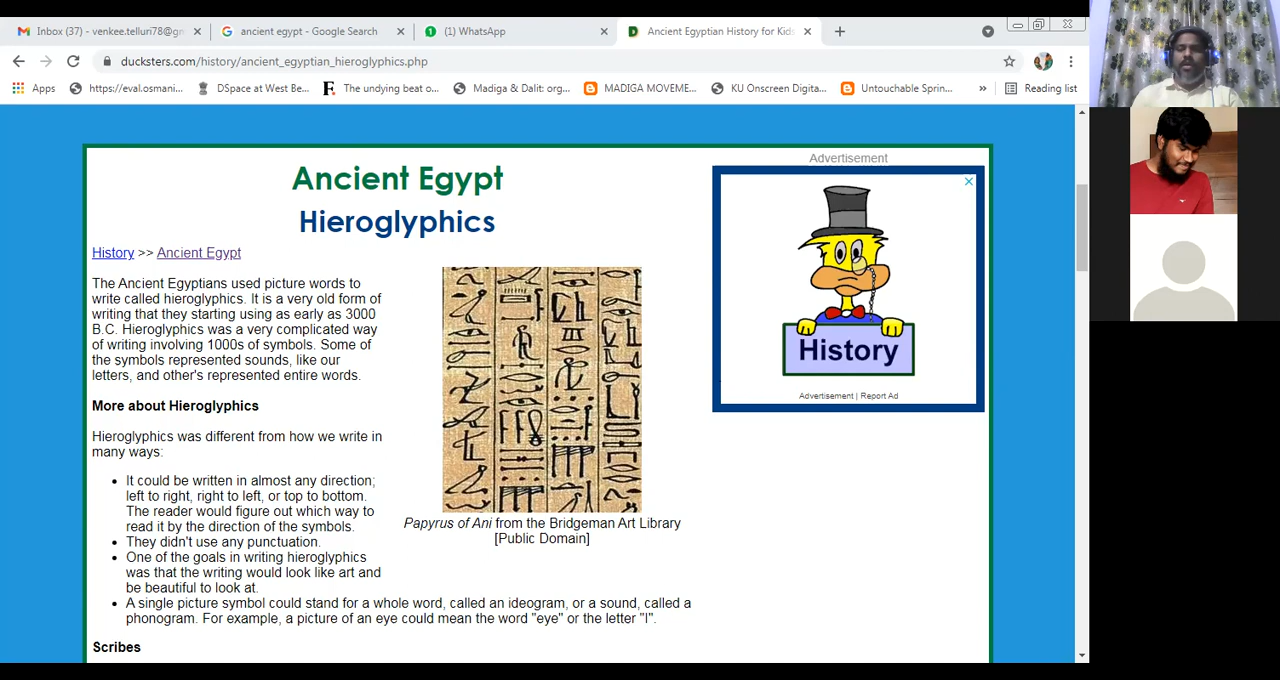 Inbox (37) - venkee.telluri78@gm
ancient egypt - Google Search
(1) WhatsApp
Ancient Egyptian History for Kids
ducksters.com/history/ancient_egyptian_hieroglyphics.php
Apps
https://eval.osmani...
DSpace at West Be...
The undying beat o...
Madiga & Dalit: org...
MADIGA MOVEME...
KU Onscreen Digita...
Untouchable Sprin...
»
Reading list
Ancient Egypt
Hieroglyphics
History >> Ancient Egypt
The Ancient Egyptians used picture words to
write called hieroglyphics. It is a very old form of
writing that they starting using as early as 3000
B.C. Hieroglyphics was a very complicated way
of writing involving 1000s of symbols. Some of
the symbols represented sounds, like our
letters, and other's represented entire words.
More about Hieroglyphics
Hieroglyphics was different from how we write in
many ways:
It could be written in almost any direction;
left to right, right to left, or top to bottom.
The reader would figure out which way to
read it by the direction of the symbols.
They didn't use any punctuation.
One of the goals in writing hieroglyphics
was that the writing would look like art and
be beautiful to look at.
A single picture symbol could stand for a whole word, called an ideogram, or a sound, called a
phonogram. For example, a picture of an eye could mean the word "eye" or the letter "I".
Scribes
Papyrus of Ani from the Bridgeman Art Library
[Public Domain]
Advertisement
History
Advertisement | Report Ad